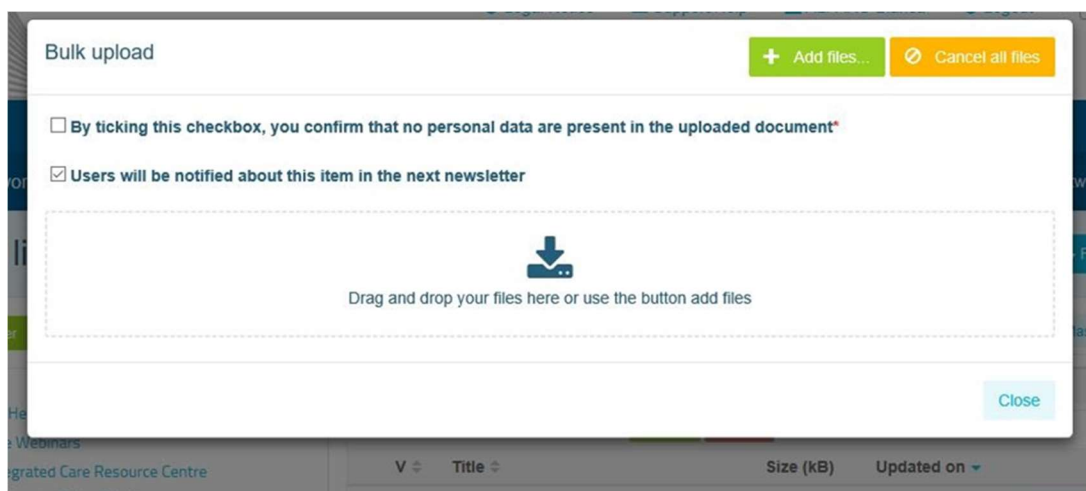 Bulk upload
Add files...
Cancel all files
By ticking this checkbox, you confirm that no personal data are present in the uploaded document*
Users will be notified about this item in the next newsletter
Drag and drop your files here or use the button add files
Close
Webinars
egrated Care Resource Centre
V Title Size (kB) Updated on